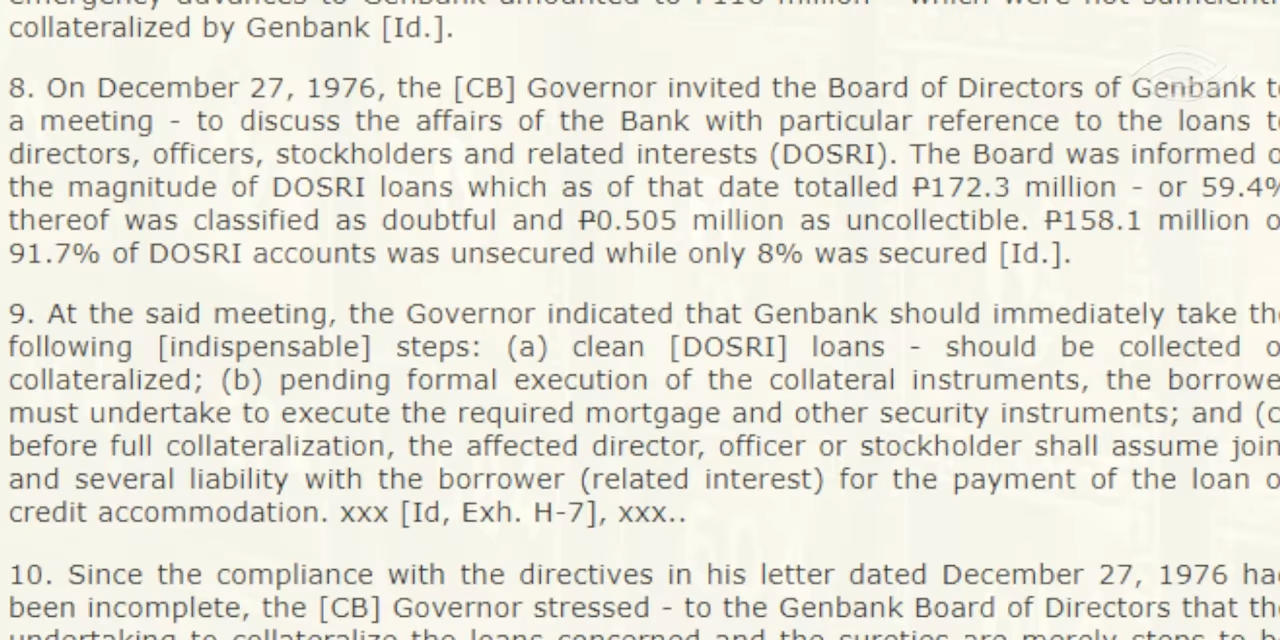 collateralized by Genbank [Id.].
8. On December 27, 1976, the [CB] Governor invited the Board of Directors of Genbank
a meeting - to discuss the affairs of the Bank with particular reference to the loans
directors, officers, stockholders and related interests (DOSRI). The Board was informed
the magnitude of DOSRI loans which as of that date totalled ₱172.3 million - or 59.4%
thereof was classified as doubtful and ₱0.505 million as uncollectible. ₱158.1 million
91.7% of DOSRI accounts was unsecured while only 8% was secured [Id.].
9. At the said meeting, the Governor indicated that Genbank should immediately take
following [indispensable] steps: (a) clean [DOSRI] loans - should be collected
collateralized; (b) pending formal execution of the collateral instruments, the
must undertake to execute the required mortgage and other security instruments; and
before full collateralization, the affected director, officer or stockholder shall assume
and several liability with the borrower (related interest) for the payment of the loan
credit accommodation. xxx [Id, Exh. H-7], xxx..
10. Since the compliance with the directives in his letter dated December 27, 1976
been incomplete, the [CB] Governor stressed - to the Genbank Board of Directors that